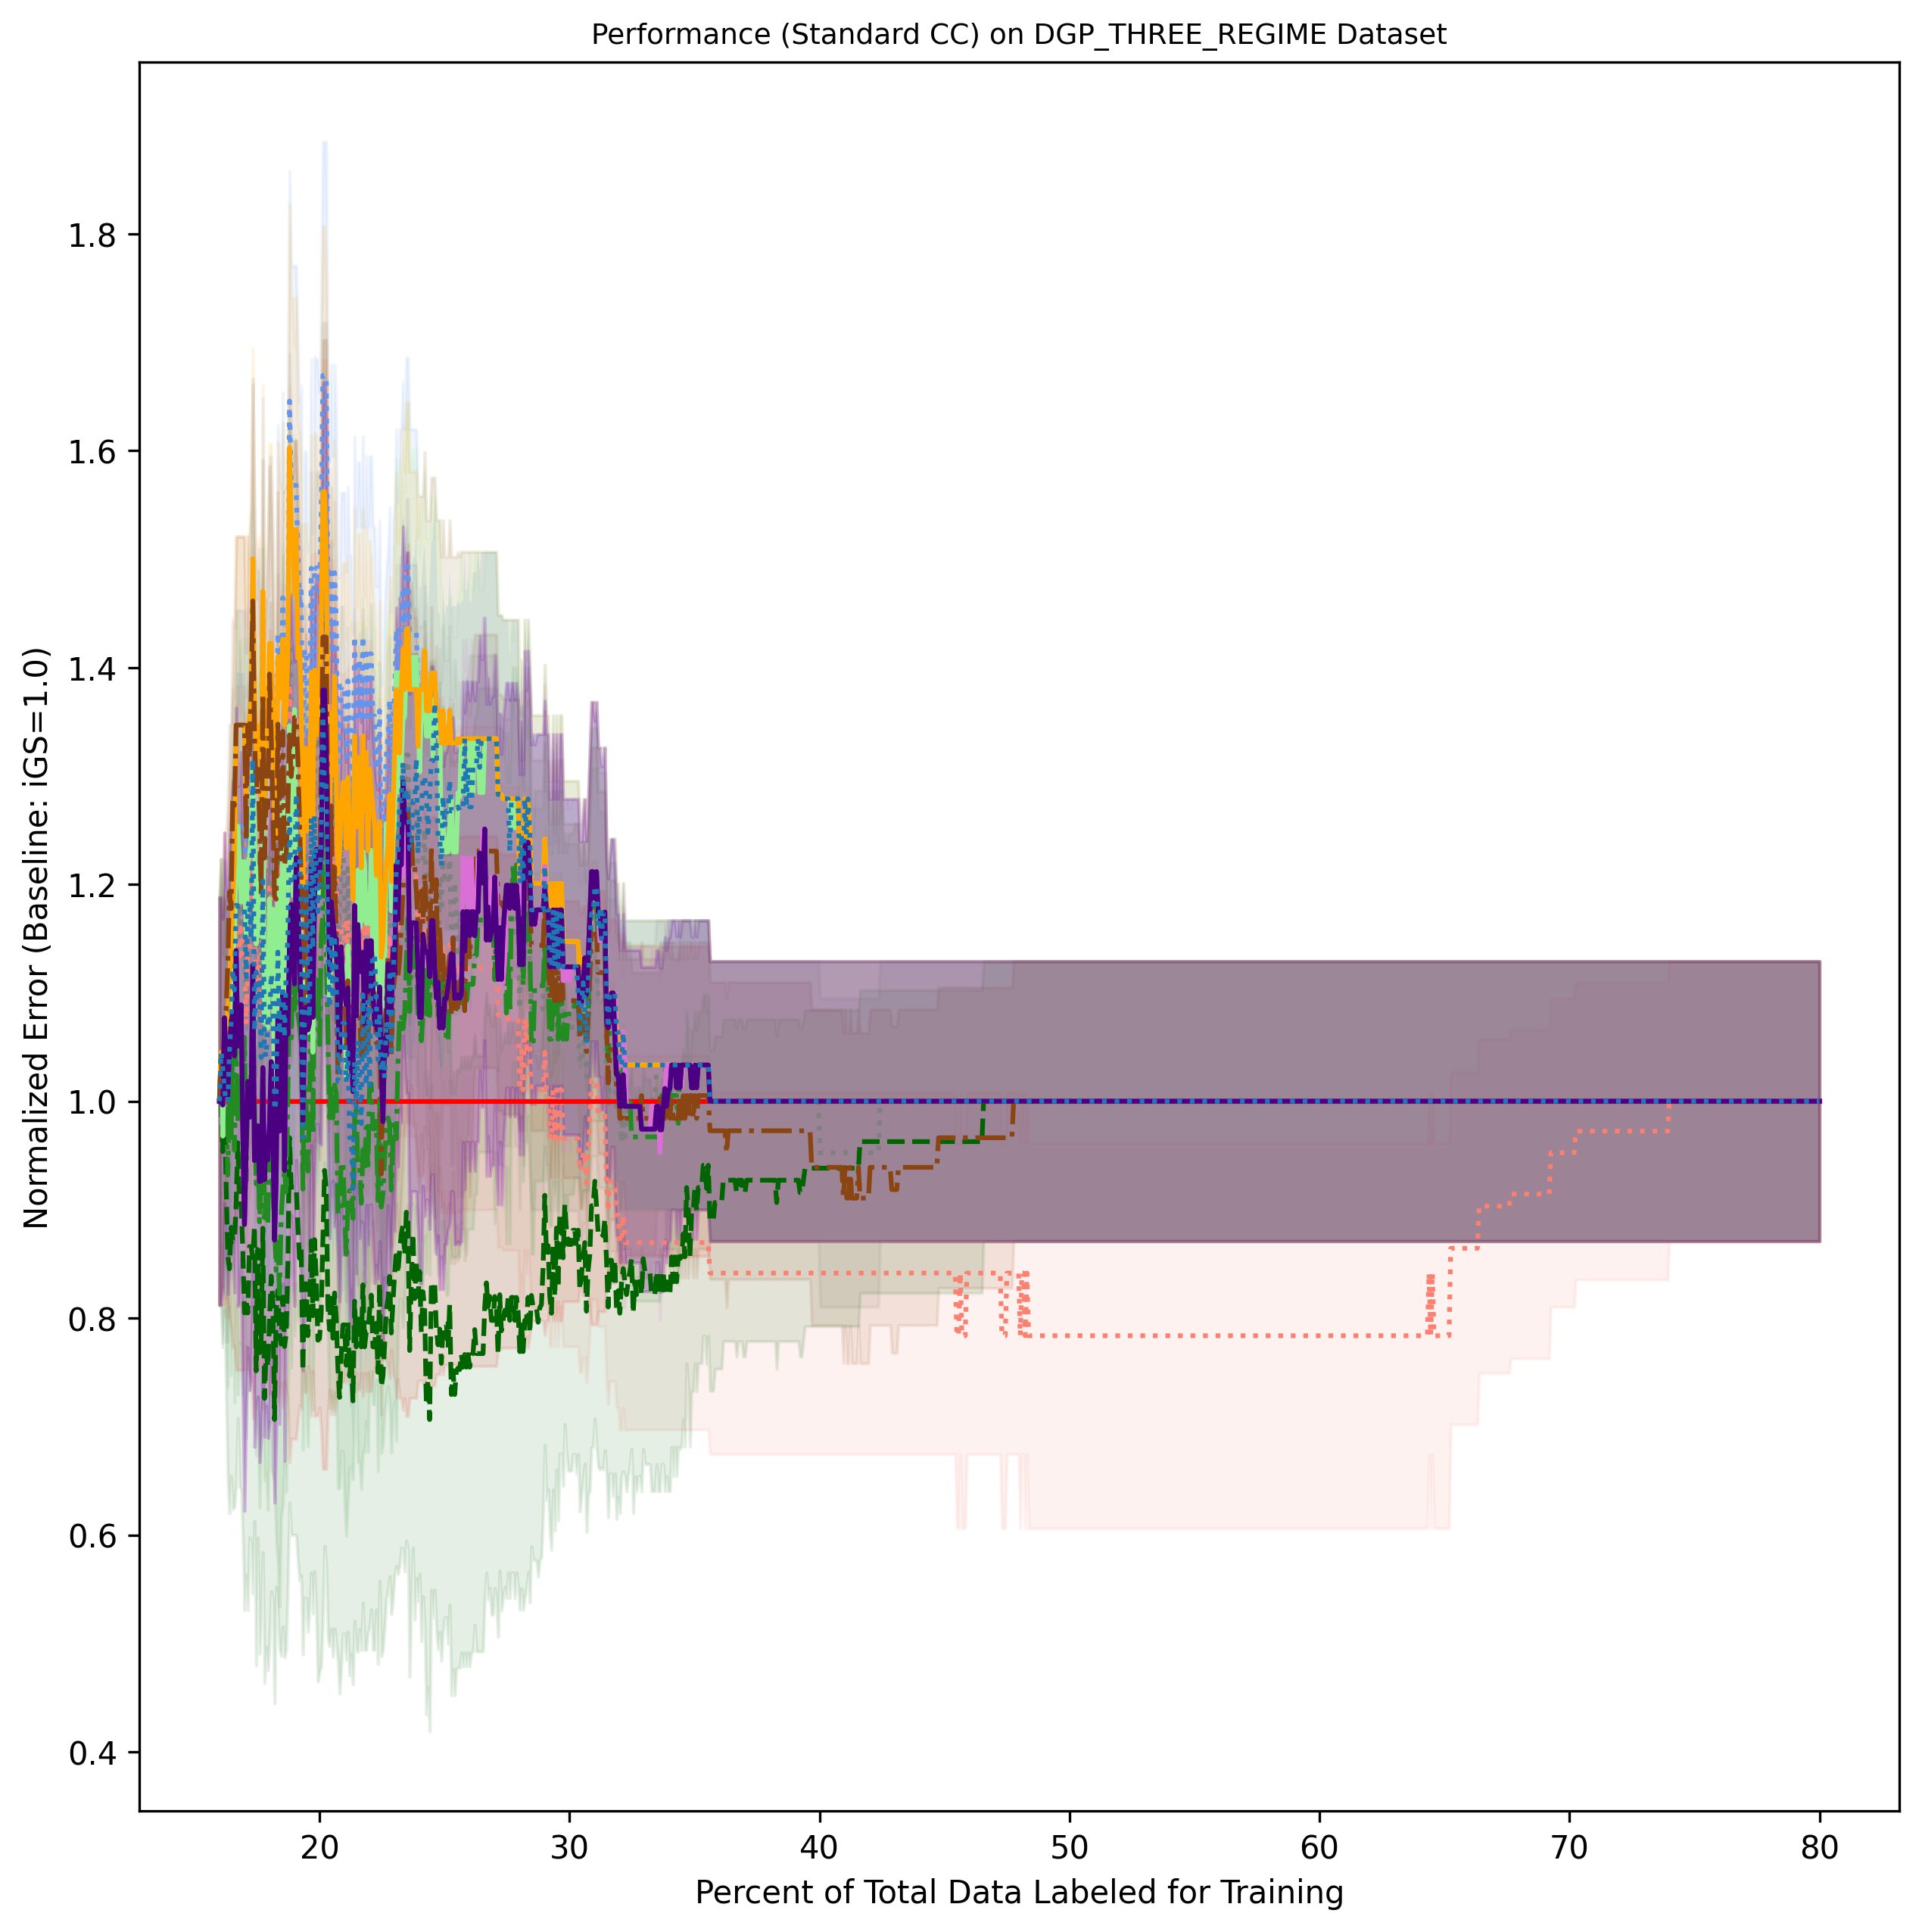 Performance (Standard CC) on DGP_THREE_REGIME Dataset
Normalized Error (Baseline: iGS=1.0)
1.8
1.6
1.4
1.2
1.0
0.8
0.6
0.4
20 30 40 50 60 70 80
Percent of Total Data Labeled for Training